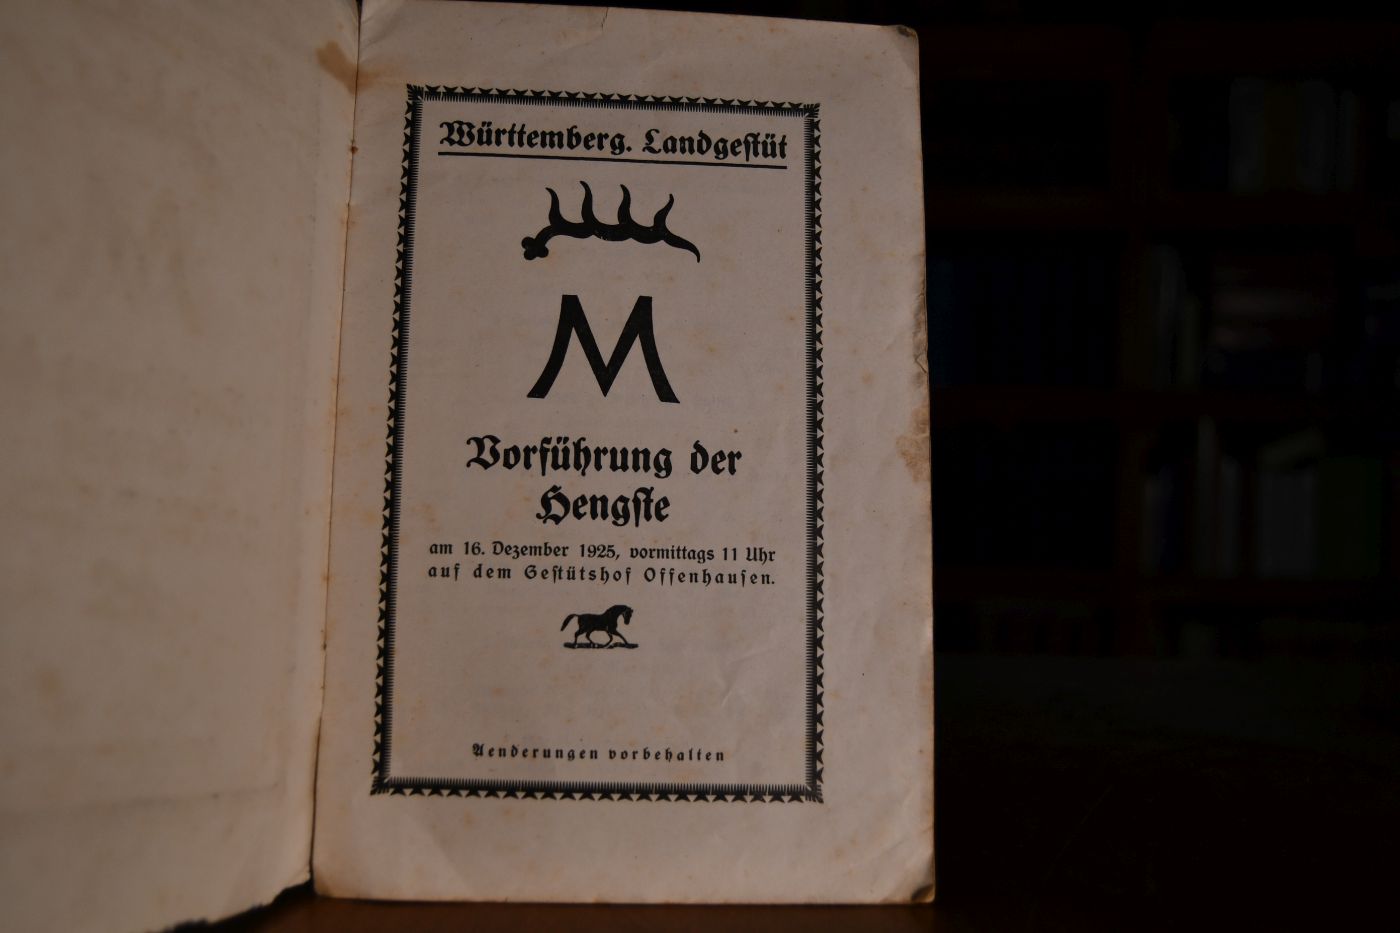 Württemberg. Landgestüt
M
Vorführung der
Hengste
am 16. Dezember 1925, vormittags 11 Uhr
auf dem Gestütshof Offenhausen.
Aenderungen vorbehalten